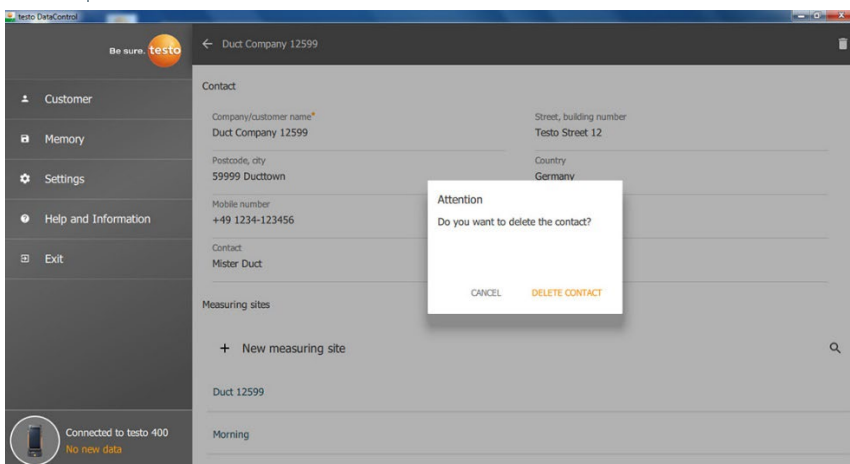 testo DataControl
Be sure. testo
Duct Company 12599
Customer
Memory
Settings
Help and Information
Exit
Connected to testo 400
No new data
Contact
Company/customer name*
Duct Company 12599
Street, building number
Testo Street 12
Postcode, city
59999 Ducttown
Country
Germany
Mobile number
+49 1234-123456
Contact
Mister Duct
Attention
Do you want to delete the contact?
CANCEL
DELETE CONTACT
Measuring sites
+ New measuring site
Duct 12599
Morning